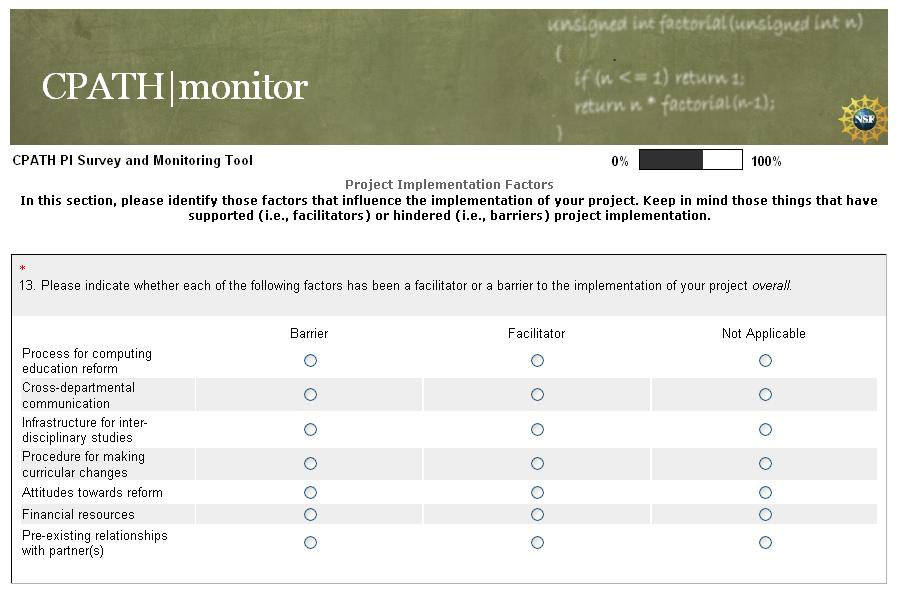 unsigned int factorial(unsigned int n)
{
if (n <= 1) return 1;
return n * factorial(n-1);
}
CPATH|monitor
NSF
CPATH PI Survey and Monitoring Tool
0% 100%
Project Implementation Factors
In this section, please identify those factors that influence the implementation of your project. Keep in mind those things that have
supported (i.e., facilitators) or hindered (i.e., barriers) project implementation.
*
13. Please indicate whether each of the following factors has been a facilitator or a barrier to the implementation of your project overall.
Barrier Facilitator Not Applicable
Process for computing
education reform
Cross-departmental
communication
Infrastructure for inter-
disciplinary studies
Procedure for making
curricular changes
Attitudes towards reform
Financial resources
Pre-existing relationships
with partner(s)